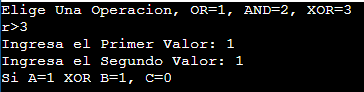 Elige Una Operacion, OR=1, AND=2, XOR=3
r>3
Ingresa el Primer Valor: 1
Ingresa el Segundo Valor: 1
Si A=1 XOR B=1, C=0